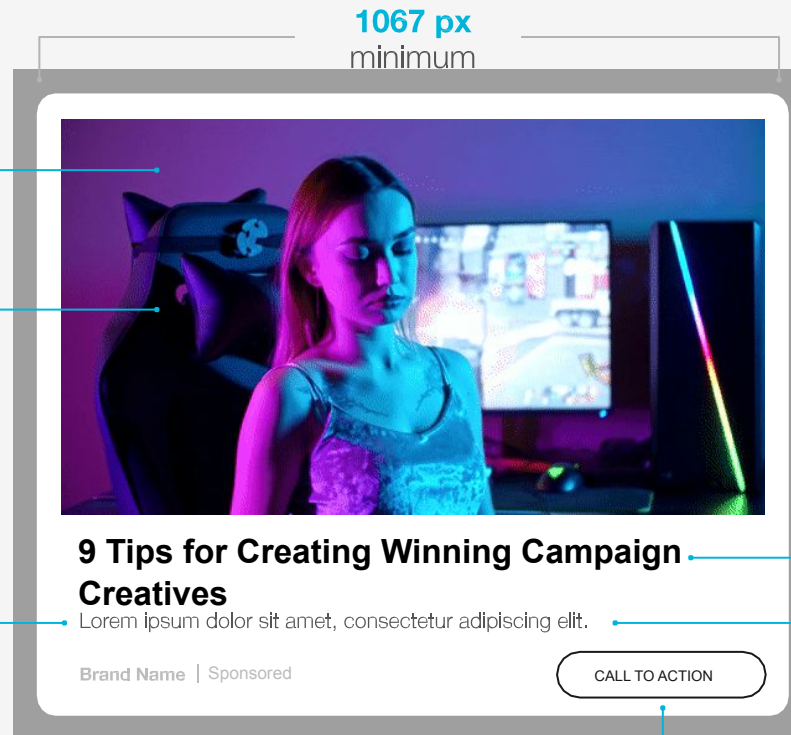 1067 px
minimum
9 Tips for Creating Winning Campaign
Creatives
Lorem ipsum dolor sit amet, consectetur adipiscing elit.
Brand Name | Sponsored
CALL TO ACTION